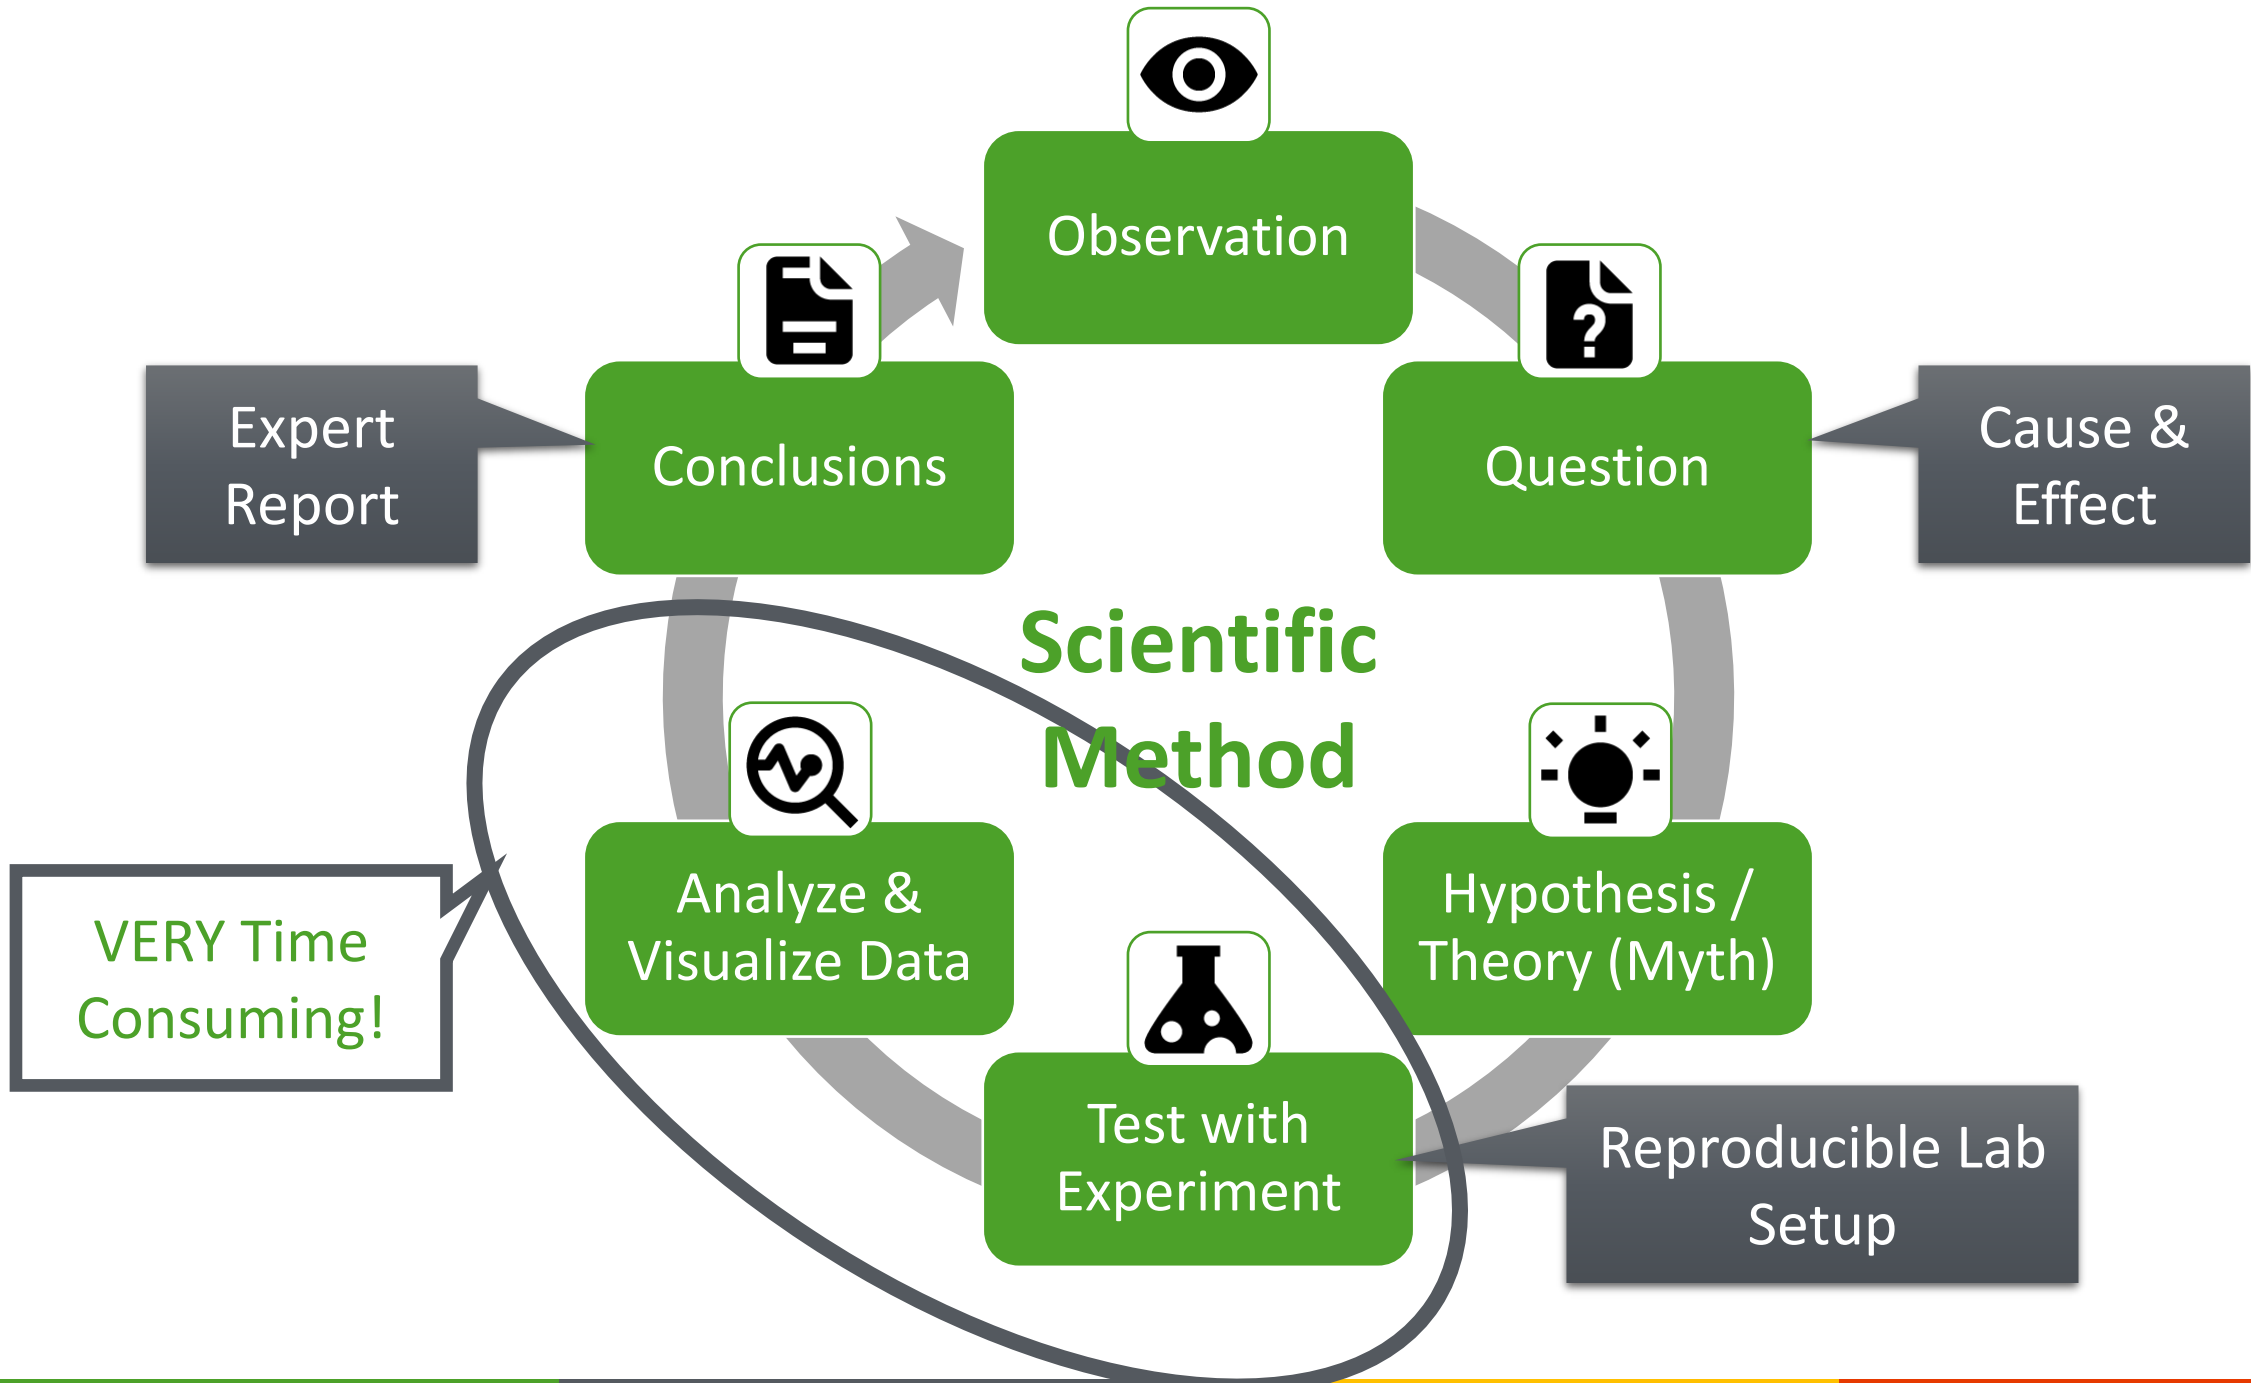 Observation
?
Question
Cause &
Effect
Hypothesis /
Theory (Myth)
Reproducible Lab
Setup
Test with
Experiment
Analyze &
Visualize Data
VERY Time
Consuming!
Conclusions
Expert
Report
Scientific
Method